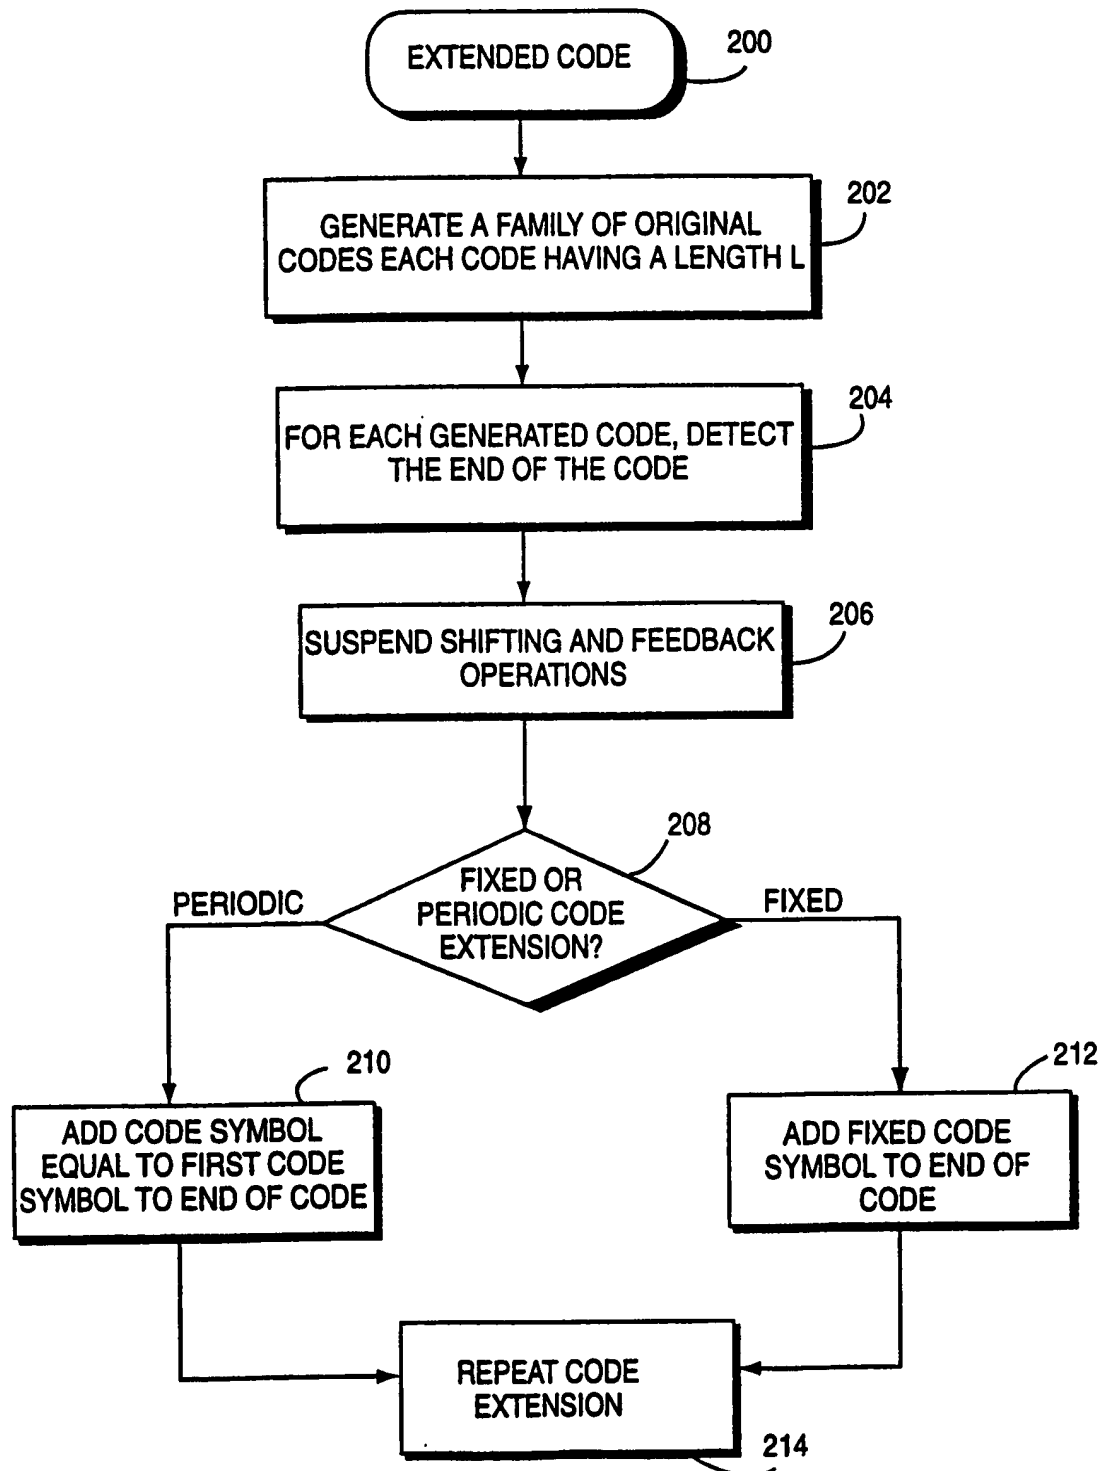 EXTENDED CODE
200
GENERATE A FAMILY OF ORIGINAL
CODES EACH CODE HAVING A LENGTH L
202
FOR EACH GENERATED CODE, DETECT
THE END OF THE CODE
204
SUSPEND SHIFTING AND FEEDBACK
OPERATIONS
206
FIXED OR
PERIODIC CODE
EXTENSION?
208
PERIODIC
FIXED
ADD CODE SYMBOL
EQUAL TO FIRST CODE
SYMBOL TO END OF CODE
210
ADD FIXED CODE
SYMBOL TO END OF
CODE
212
REPEAT CODE
EXTENSION
214